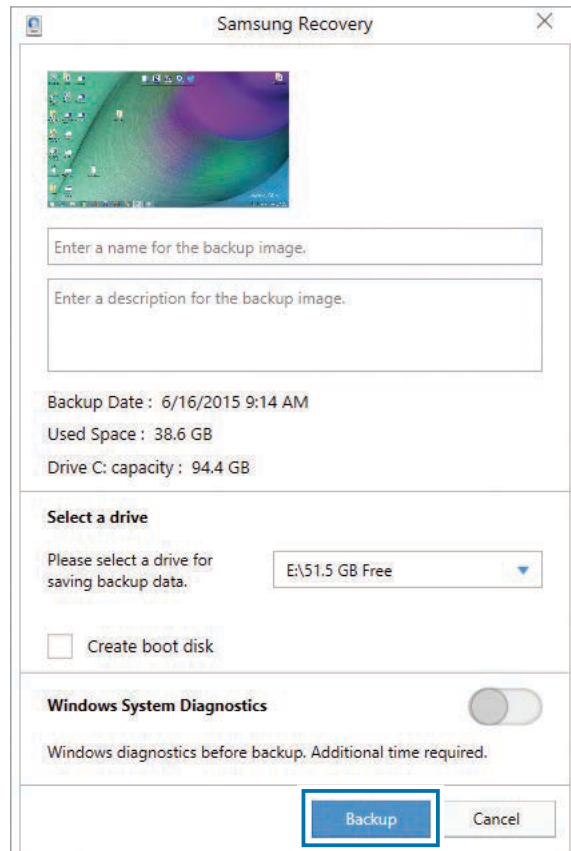 Samsung Recovery
Enter a name for the backup image.
Enter a description for the backup image.
Backup Date : 6/16/2015 9:14 AM
Used Space : 38.6 GB
Drive C: capacity : 94.4 GB
Select a drive
Please select a drive for
saving backup data.
E:\51.5 GB Free
Create boot disk
Windows System Diagnostics
Windows diagnostics before backup. Additional time required.
Backup
Cancel